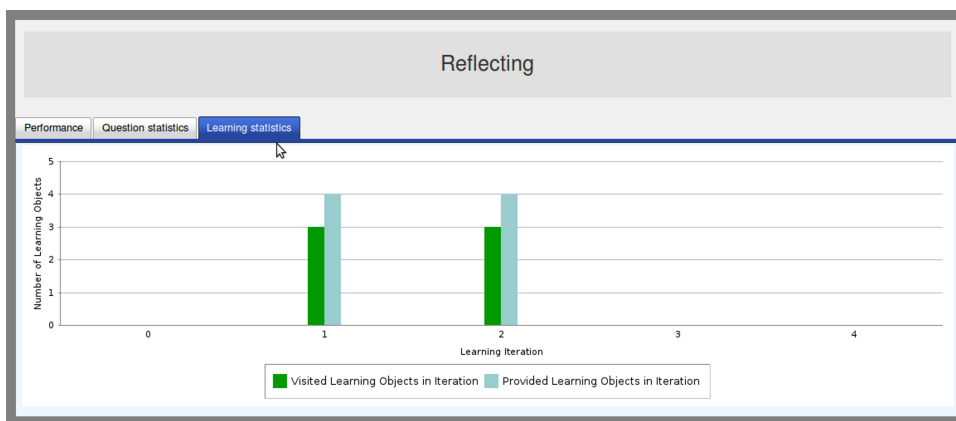 Reflecting
Performance Question statistics Learning statistics
Number of Learning Objects
5
4
3
2
1
0
0 1 2 3 4
Learning Iteration
Visited Learning Objects in Iteration Provided Learning Objects in Iteration